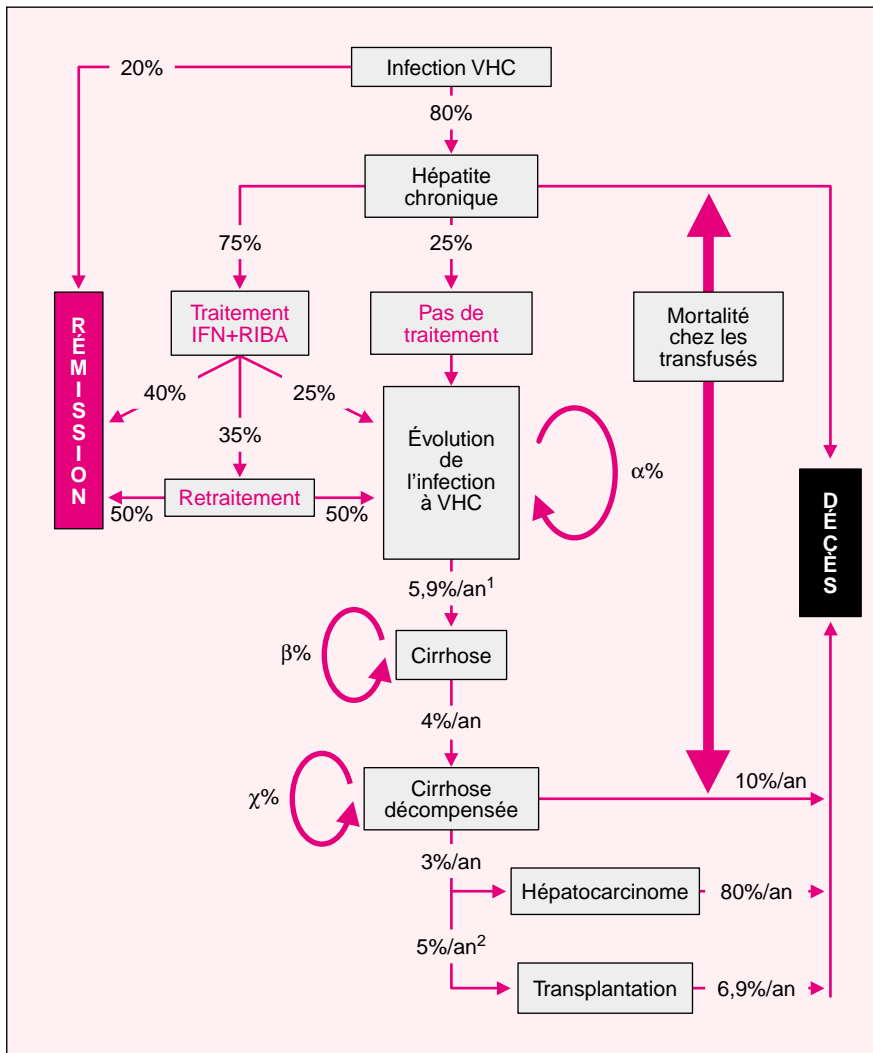 20%
Infection VHC
80%
Hépatite
chronique
75%
25%
Traitement
IFN+RIBA
Pas de
traitement
Mortalité
chez les
transfusés
RÉMISSION
40%
25%
35%
Évolution
de
l'infection
à VHC
α%
Retraitement
50%
50%
DÉCÈS
5,9%/an1
β%
Cirrhose
4%/an
χ%
Cirrhose
décompensée
10%/an
3%/an
Hépatocarcinome
80%/an
5%/an2
Transplantation
6,9%/an